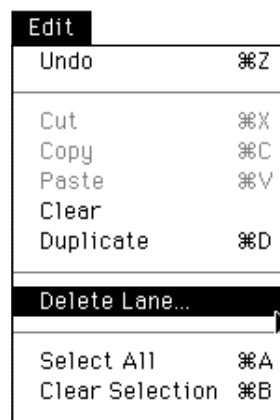 Edit
Undo ⌘Z
Cut ⌘X
Copy ⌘C
Paste ⌘V
Clear
Duplicate ⌘D
Delete Lane...
Select All ⌘A
Clear Selection ⌘B